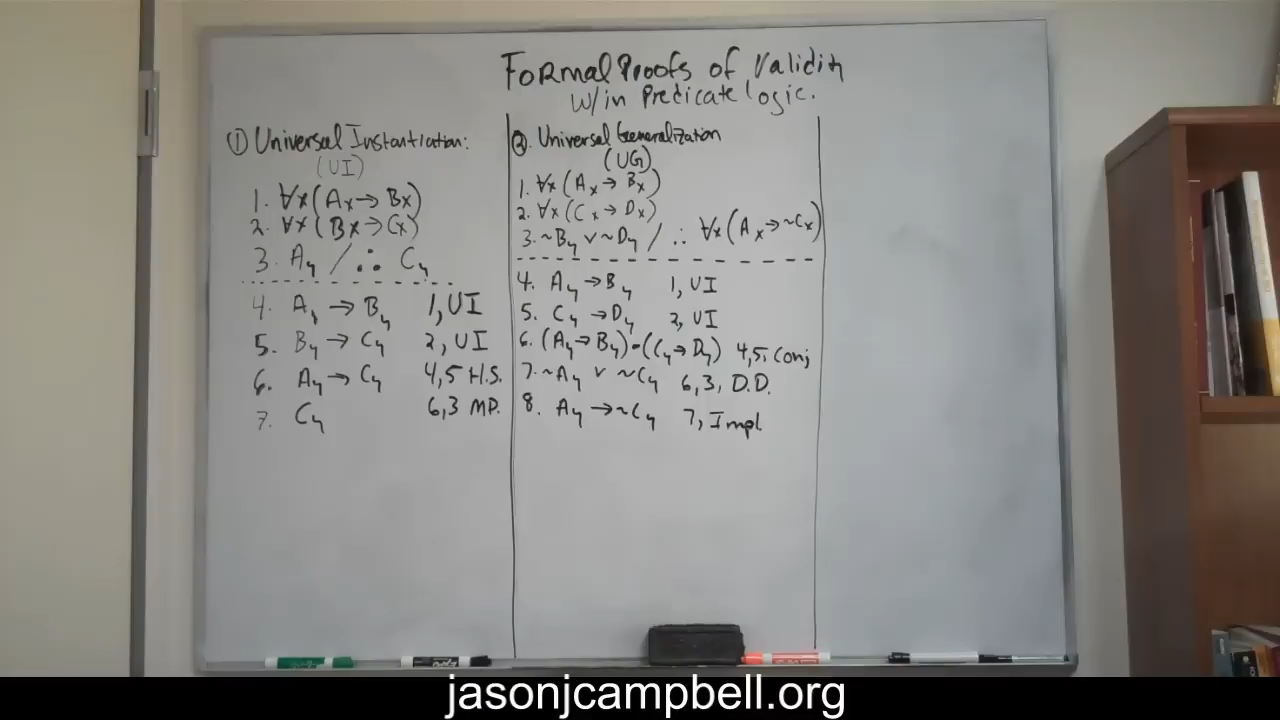 Formal Proofs of Validity
w/in Predicate logic.
① Universal Instantiation:
(UI)
1. ∀x(Ax→Bx)
2. ∀x(Bx→Cx)
3. Ay /∴ Cy
4. Ay → By 1, UI
5. By → Cy 2, UI
6. Ay → Cy 4,5 H.S.
7. Cy 6,3 MP.
②. Universal Generalization
(UG)
1. ∀x(Ax→Bx)
2. ∀x(Cx→Dx)
3. ~By v ~Dy /∴ ∀x(Ax→~Cx)
4. Ay → By 1, UI
5. Cy → Dy 2, UI
6. (Ay→By)•(Cy→Dy) 4,5, Conj
7. ~Ay v ~Cy 6,3, D.D.
8. Ay →~Cy 7, Impl
jasonjcampbell.org